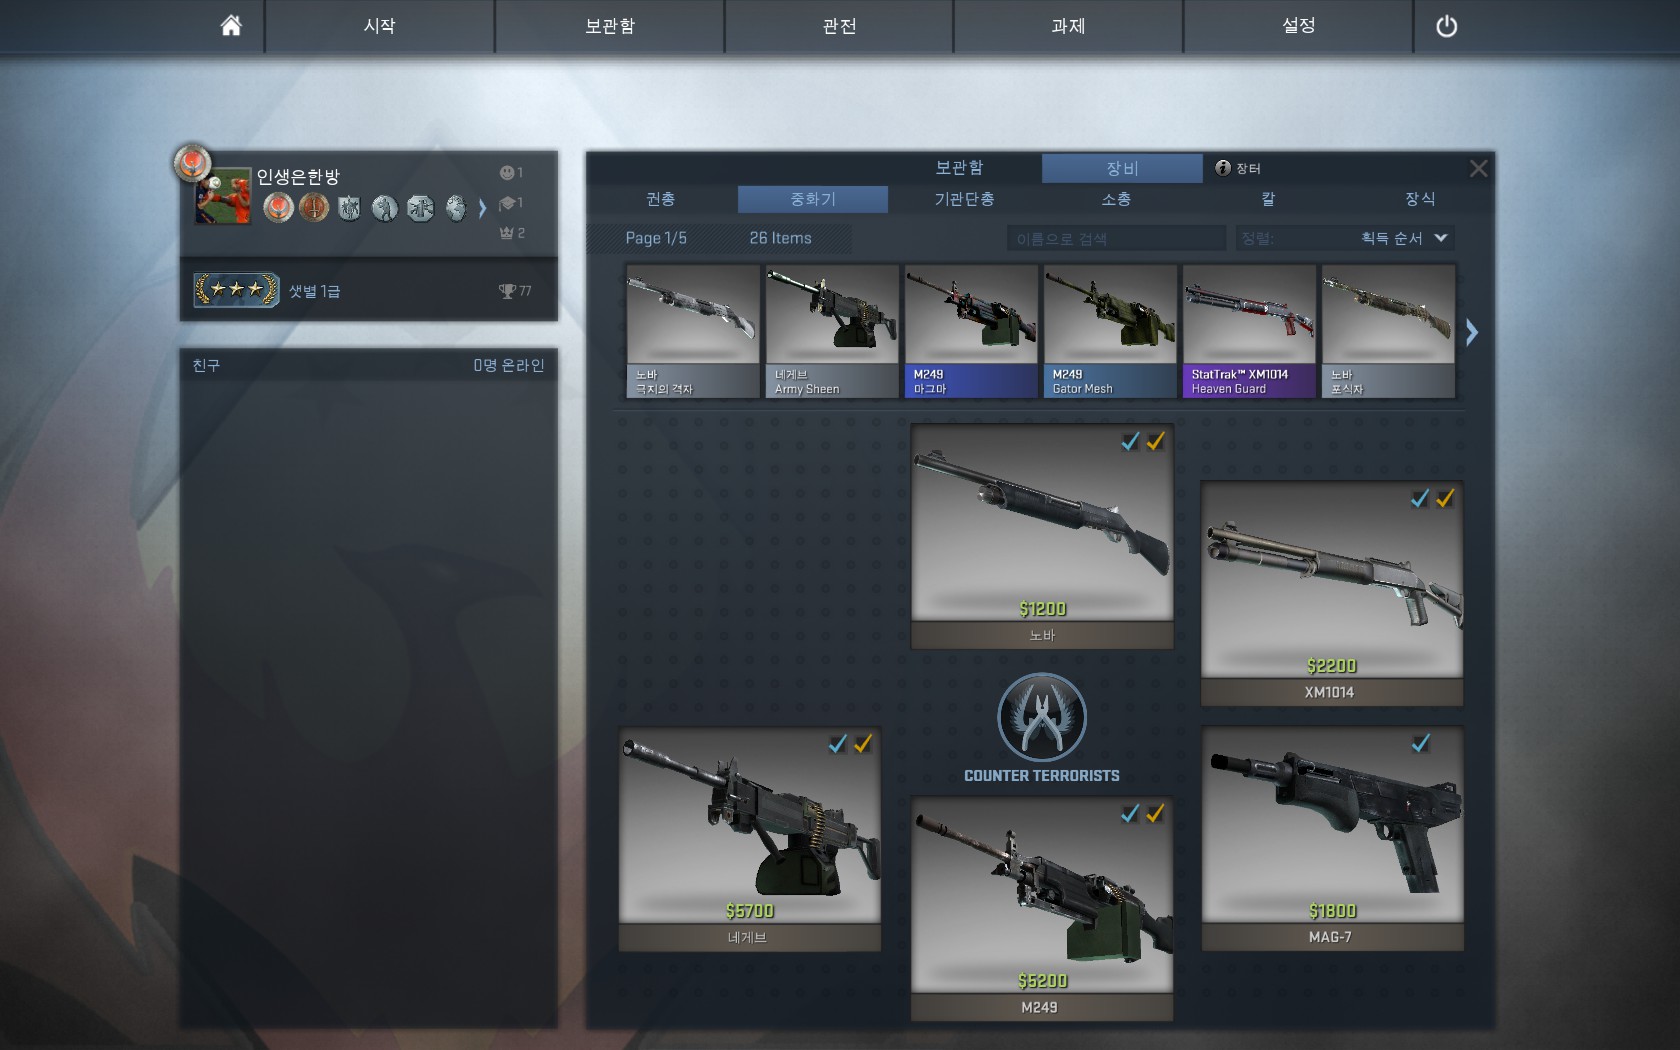 시작
보관함
관전
과제
설정
인생은한방
1
1
2
샛별 1급
77
친구
0명 온라인
보관함
장비
장터
권총
중화기
기관단총
소총
칼
장식
Page 1/5
26 Items
이름으로 검색
정렬:
획득 순서
노바
극지의 격자
네게브
Army Sheen
M249
마그마
M249
Gator Mesh
StatTrak™ XM1014
Heaven Guard
노바
포식자
$1200
노바
$2200
XM1014
COUNTER TERRORISTS
$5700
네게브
$5200
M249
$1800
MAG-7